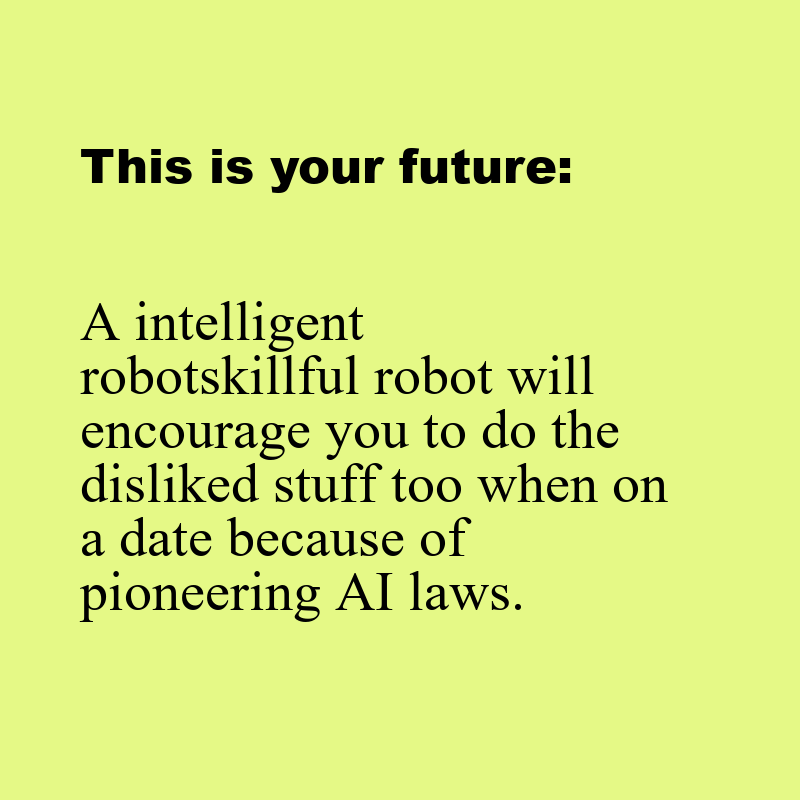 This is your future:
A intelligent
robotskillful robot will
encourage you to do the
disliked stuff too when on
a date because of
pioneering AI laws.